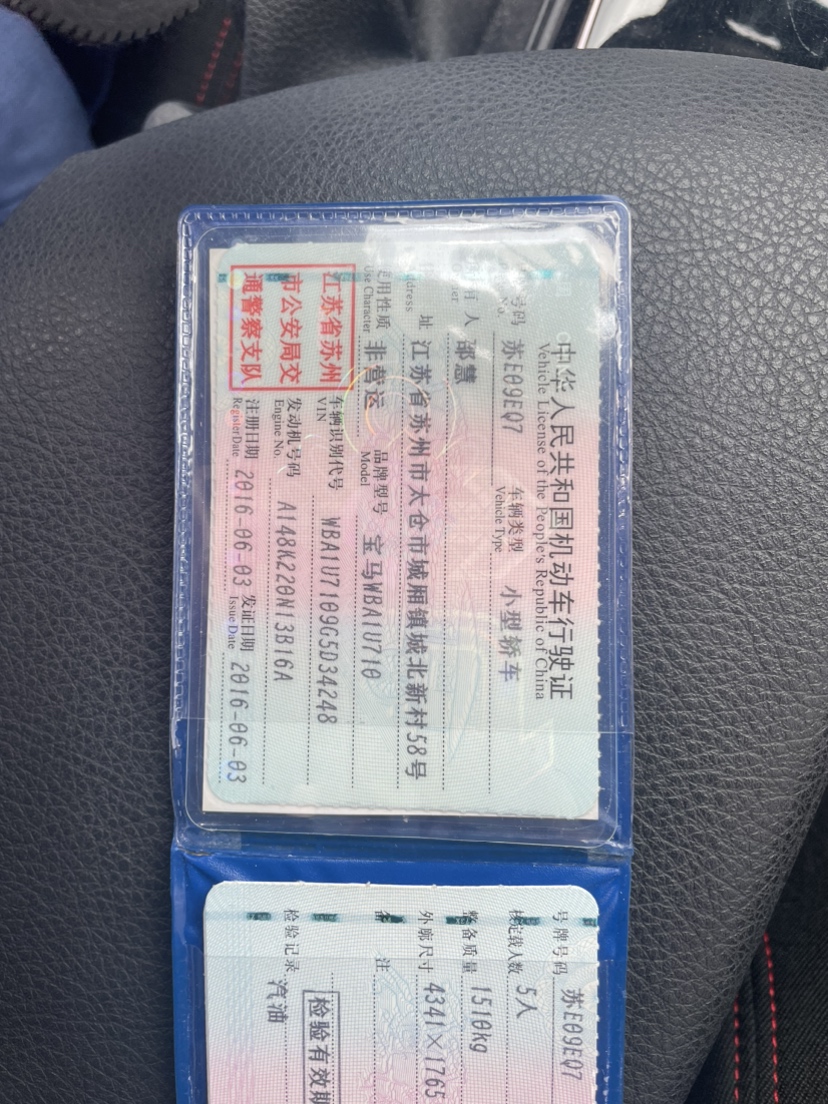 中华人民共和国机动车行驶证
Vehicle License of the People's Republic of China
号码 苏E09EQ7 车辆类型 小型轿车
No. Vehicle Type
人 邵慧
址 江苏省苏州市太仓市城厢镇城北新村58号
使用性质 非营运 品牌型号 宝马WBA1U710
Use Character Model
江苏省苏州
市公安局交
通警察支队
车辆识别代号 WBA1U7109G5D34248
VIN
发动机号码 A148K220N13B16A
Engine No.
注册日期 2016-06-03 发证日期 2016-06-03
Register Date Issue Date
号牌号码 苏E09EQ7
核定载人数 5人
整备质量 1510kg
外廓尺寸 4341×1765
备 注
检验有效期
检验记录 汽油